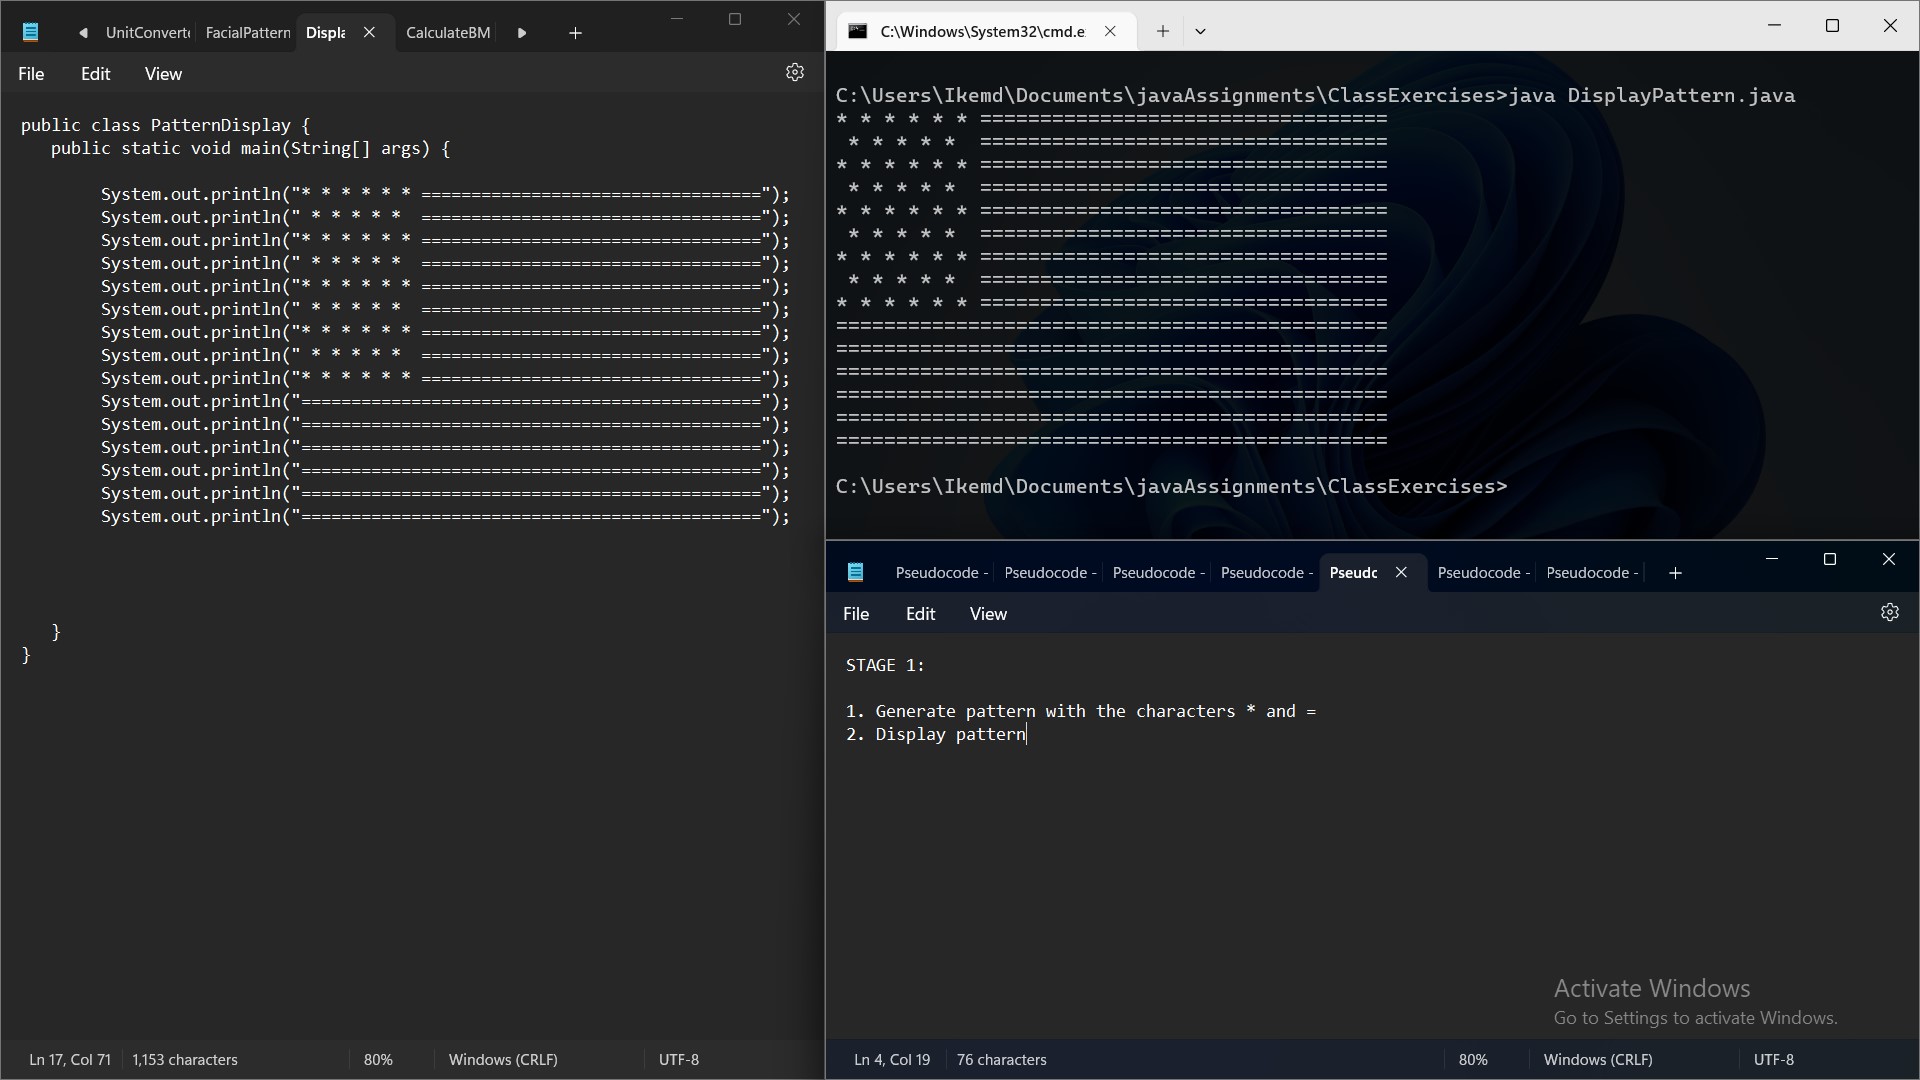 UnitConverte FacialPattern Displa CalculateBM
File Edit View
public class PatternDisplay {
   public static void main(String[] args) {
        System.out.println("* * * * * * ==================================");
        System.out.println(" * * * * *  ==================================");
        System.out.println("* * * * * * ==================================");
        System.out.println(" * * * * *  ==================================");
        System.out.println("* * * * * * ==================================");
        System.out.println(" * * * * *  ==================================");
        System.out.println("* * * * * * ==================================");
        System.out.println(" * * * * *  ==================================");
        System.out.println("* * * * * * ==================================");
        System.out.println("==============================================");
        System.out.println("==============================================");
        System.out.println("==============================================");
        System.out.println("==============================================");
        System.out.println("==============================================");
        System.out.println("==============================================");
   }
}
Ln 17, Col 71 1,153 characters 80% Windows (CRLF) UTF-8
C:\Windows\System32\cmd.e
C:\Users\Ikemd\Documents\javaAssignments\ClassExercises>java DisplayPattern.java
* * * * * * ==================================
 * * * * *  ==================================
* * * * * * ==================================
 * * * * *  ==================================
* * * * * * ==================================
 * * * * *  ==================================
* * * * * * ==================================
 * * * * *  ==================================
* * * * * * ==================================
==============================================
==============================================
==============================================
==============================================
==============================================
==============================================
C:\Users\Ikemd\Documents\javaAssignments\ClassExercises>
Pseudocode - Pseudocode - Pseudocode - Pseudocode - Pseudc Pseudocode - Pseudocode -
File Edit View
STAGE 1:
1. Generate pattern with the characters * and =
2. Display pattern
Activate Windows
Go to Settings to activate Windows.
Ln 4, Col 19 76 characters 80% Windows (CRLF) UTF-8